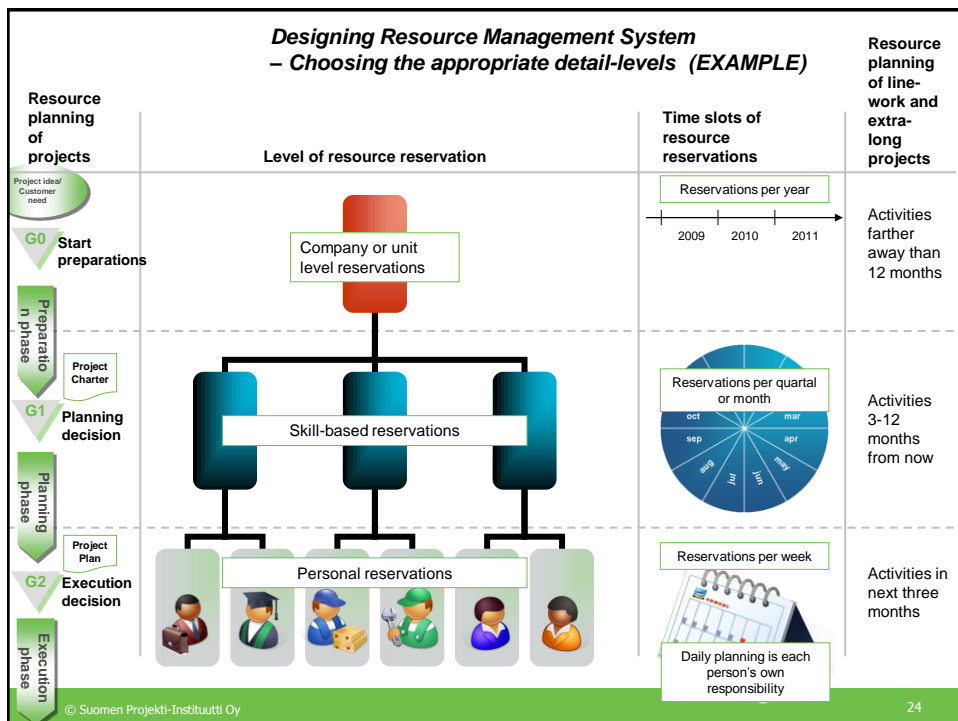 Designing Resource Management System
– Choosing the appropriate detail-levels (EXAMPLE)
Resource
planning
of line-
work and
extra-
long
projects
Resource
planning
of
projects
Level of resource reservation
Time slots of
resource
reservations
Project idea/
Customer
need
G0
Start
preparations
Company or unit
level reservations
Reservations per year
2009 2010 2011
Activities
farther
away than
12 months
Preparatio
n phase
Project
Charter
G1
Planning
decision
Skill-based reservations
Reservations per quartal
or month
oct
mar
sep
apr
aug
may
jul
jun
Activities
3-12
months
from now
Planning
phase
Project
Plan
G2
Execution
decision
Personal reservations
Reservations per week
Daily planning is each
person's own
responsibility
Activities in
next three
months
Execution
phase
© Suomen Projekti-Instituutti Oy
24